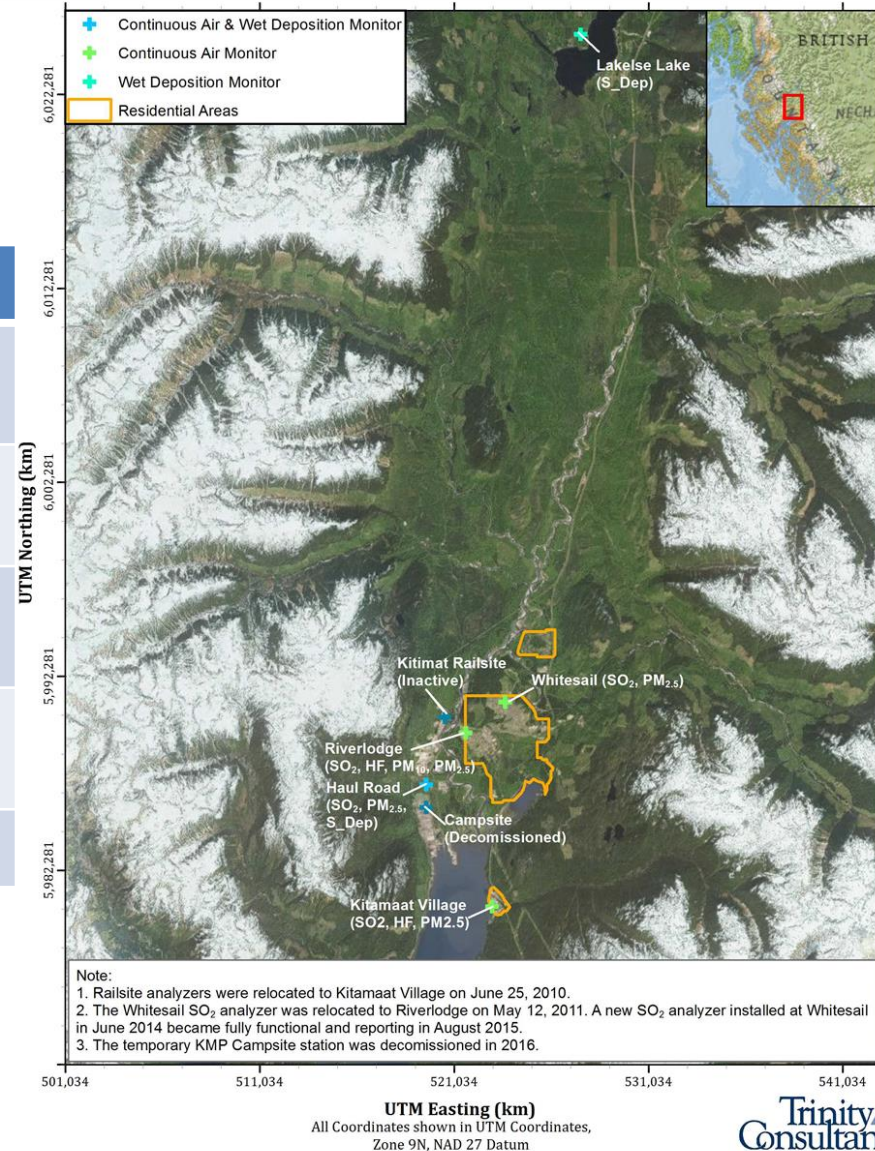 Continuous Air & Wet Deposition Monitor
Continuous Air Monitor
Wet Deposition Monitor
Residential Areas
BRITISH
NECH
Lakelse Lake
(S_Dep)
6,022,281
6,012,281
6,002,281
5,992,281
5,982,281
UTM Northing (km)
Kitimat Railsite
(Inactive)
Whitesail (SO₂, PM₂.₅)
Riverlodge
(SO₂, HF, PM₁₀, PM₂.₅)
Haul Road
(SO₂, PM₂.₅,
S_Dep)
Campsite
(Decomissioned)
Kitamaat Village
(SO2, HF, PM2.5)
Note:
1. Railsite analyzers were relocated to Kitamaat Village on June 25, 2010.
2. The Whitesail SO₂ analyzer was relocated to Riverlodge on May 12, 2011. A new SO₂ analyzer installed at Whitesail
in June 2014 became fully functional and reporting in August 2015.
3. The temporary KMP Campsite station was decomissioned in 2016.
501,034
511,034
521,034
531,034
541,034
UTM Easting (km)
All Coordinates shown in UTM Coordinates,
Zone 9N, NAD 27 Datum
Trinity
Consultan